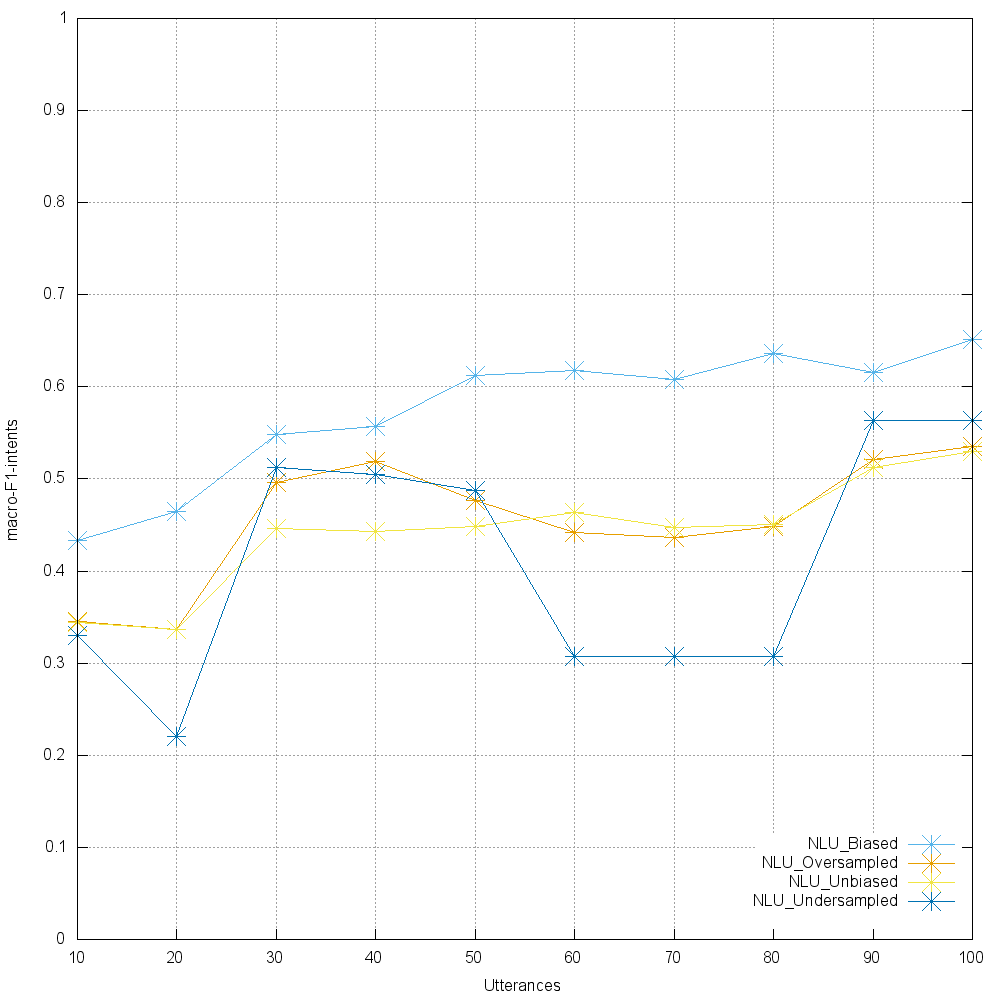 1
0.9
0.8
0.7
0.6
0.5
0.4
0.3
0.2
0.1
0
macro-F1-intents
NLU_Biased
NLU_Oversampled
NLU_Unbiased
NLU_Undersampled
10 20 30 40 50 60 70 80 90 100
Utterances